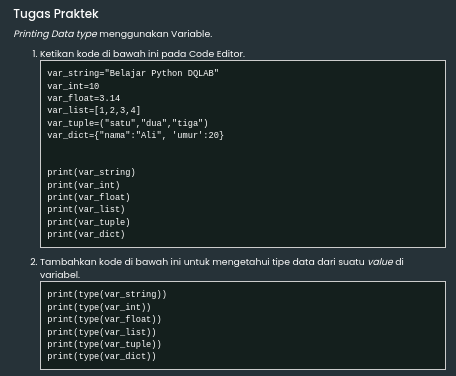 Tugas Praktek
Printing Data type menggunakan Variable.
1. Ketikan kode di bawah ini pada Code Editor.
var_string="Belajar Python DQLAB"
var_int=10
var_float=3.14
var_list=[1,2,3,4]
var_tuple=("satu","dua","tiga")
var_dict={"nama":"Ali", 'umur':20}
print(var_string)
print(var_int)
print(var_float)
print(var_list)
print(var_tuple)
print(var_dict)
2. Tambahkan kode di bawah ini untuk mengetahui tipe data dari suatu value di
variabel.
print(type(var_string))
print(type(var_int))
print(type(var_float))
print(type(var_list))
print(type(var_tuple))
print(type(var_dict))